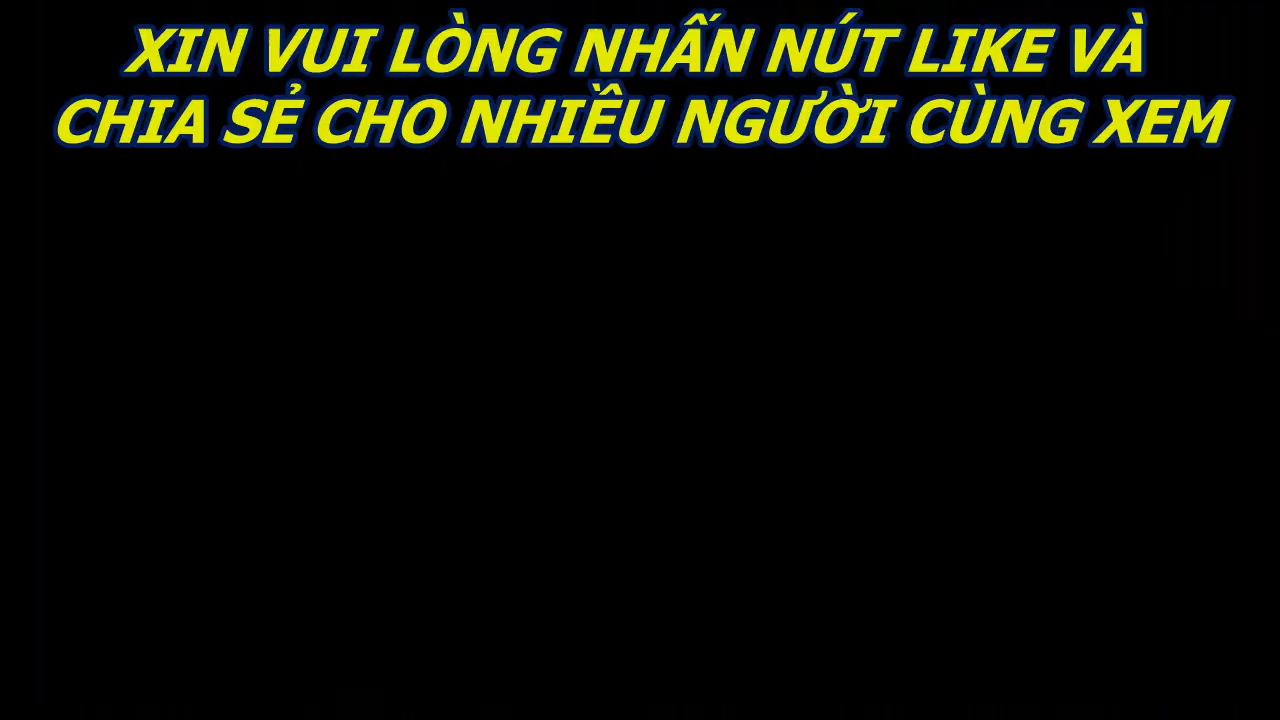 XIN VUI LÒNG NHẤN NÚT LIKE VÀ
CHIA SẺ CHO NHIỀU NGƯỜI CÙNG XEM